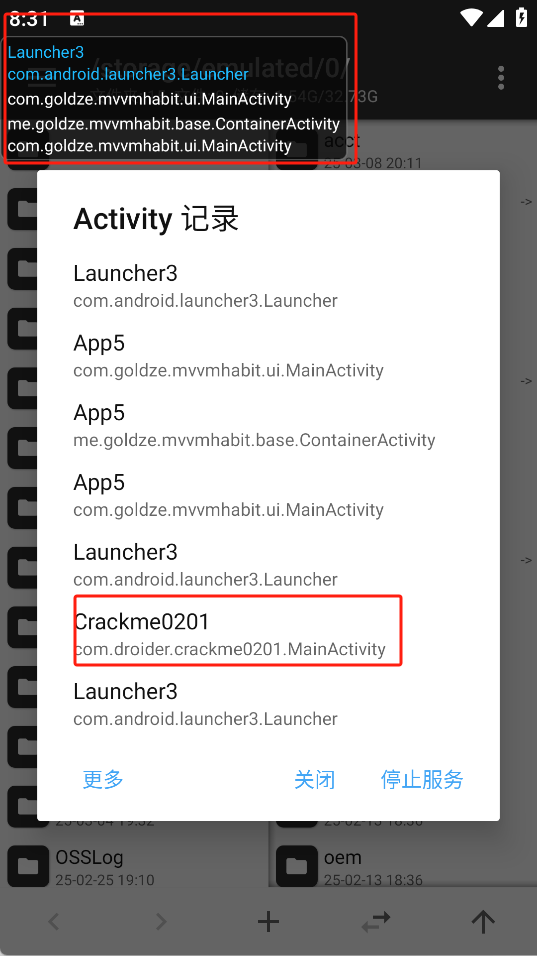 8:31
Launcher3
com.android.launcher3.Launcher
/storage/emulated/0/
com.goldze.mvvmhabit.ui.MainActivity
54G/32.73G
me.goldze.mvvmhabit.base.ContainerActivity
com.goldze.mvvmhabit.ui.MainActivity
acct
25-03-08 20:11
->
Activity 记录
Launcher3
com.android.launcher3.Launcher
App5
com.goldze.mvvmhabit.ui.MainActivity
->
App5
me.goldze.mvvmhabit.base.ContainerActivity
App5
com.goldze.mvvmhabit.ui.MainActivity
Launcher3
com.android.launcher3.Launcher
->
Crackme0201
com.droider.crackme0201.MainActivity
Launcher3
com.android.launcher3.Launcher
更多
关闭
停止服务
25-03-04 19:32
25-02-13 18:36
OSSLog
25-02-25 19:10
oem
25-02-13 18:36